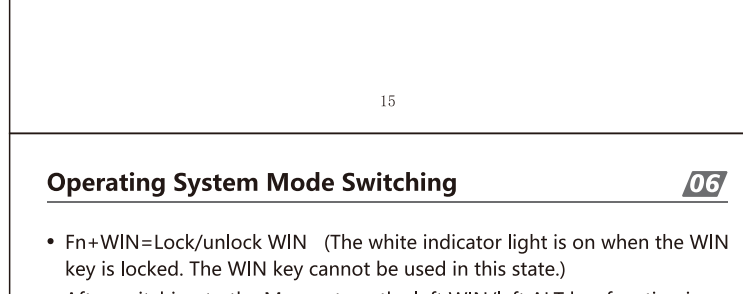 15
Operating System Mode Switching 06
• Fn+WIN=Lock/unlock WIN (The white indicator light is on when the WIN
key is locked. The WIN key cannot be used in this state.)